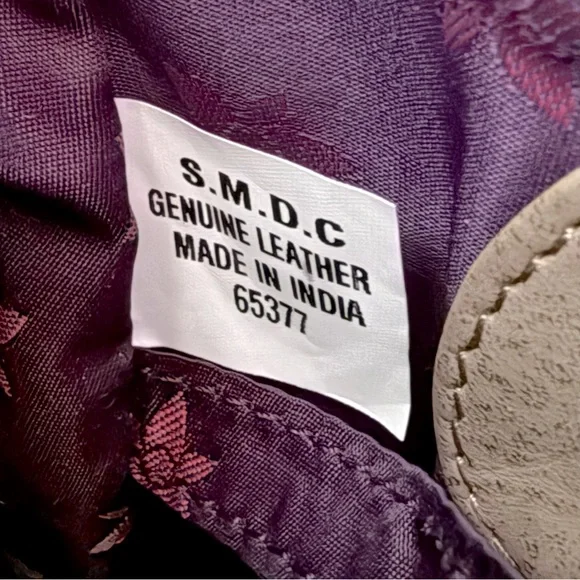 S.M.D.C
GENUINE LEATHER
MADE IN INDIA
65377